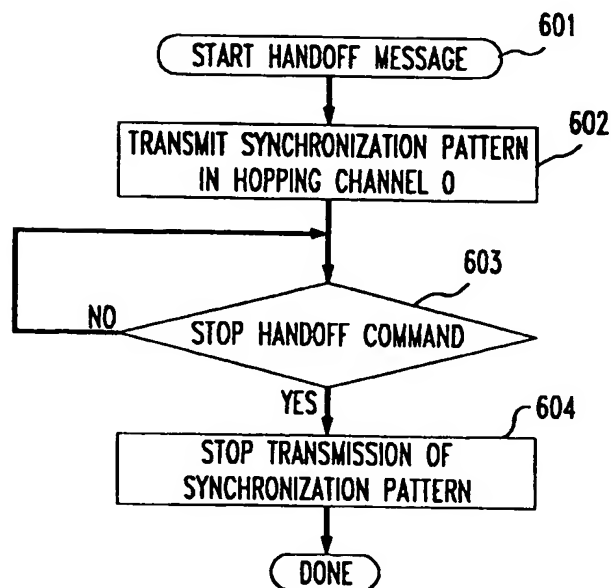 601
START HANDOFF MESSAGE
TRANSMIT SYNCHRONIZATION PATTERN
IN HOPPING CHANNEL 0
602
603
NO
STOP HANDOFF COMMAND
YES
604
STOP TRANSMISSION OF
SYNCHRONIZATION PATTERN
DONE